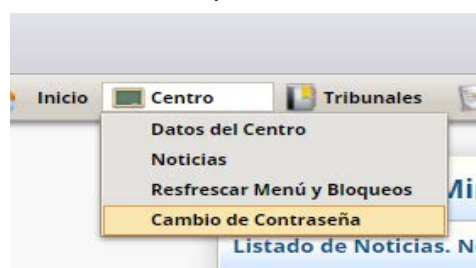 Inicio Centro Tribunales
Datos del Centro
Noticias
Resfrescar Menú y Bloqueos
Cambio de Contraseña
Listado de Noticias.